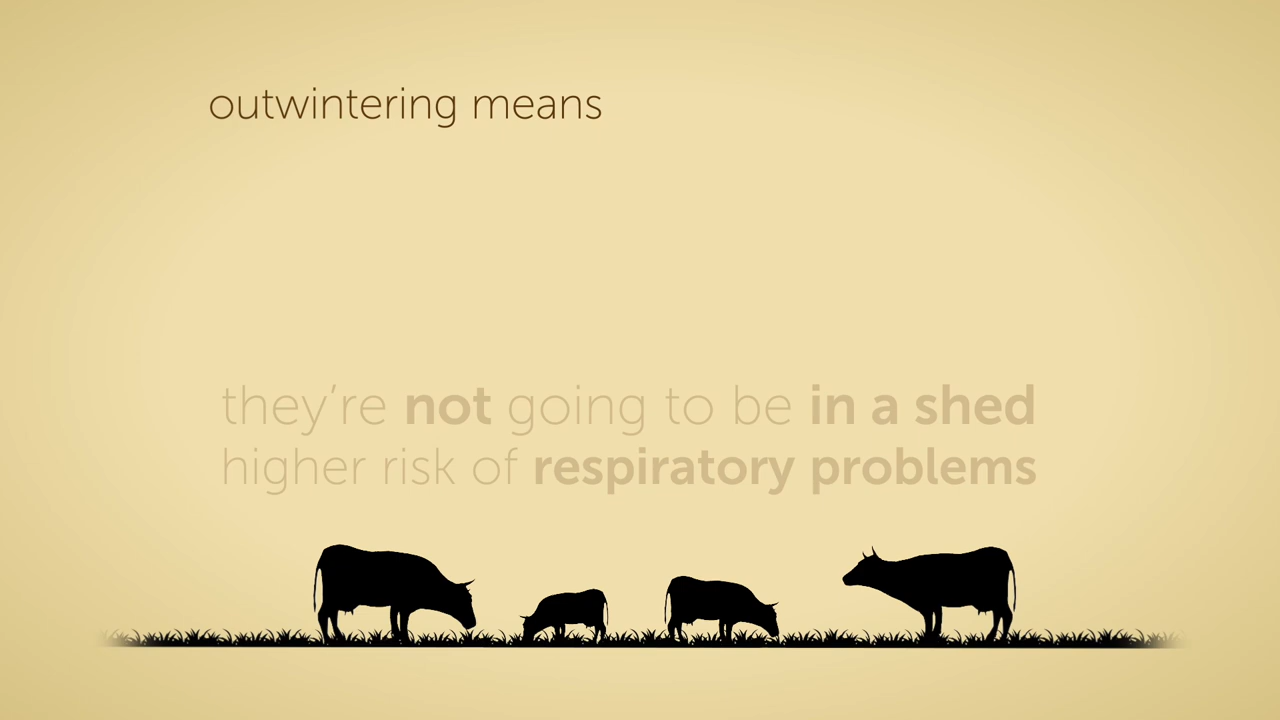 outwintering means
they're not going to be in a shed
higher risk of respiratory problems